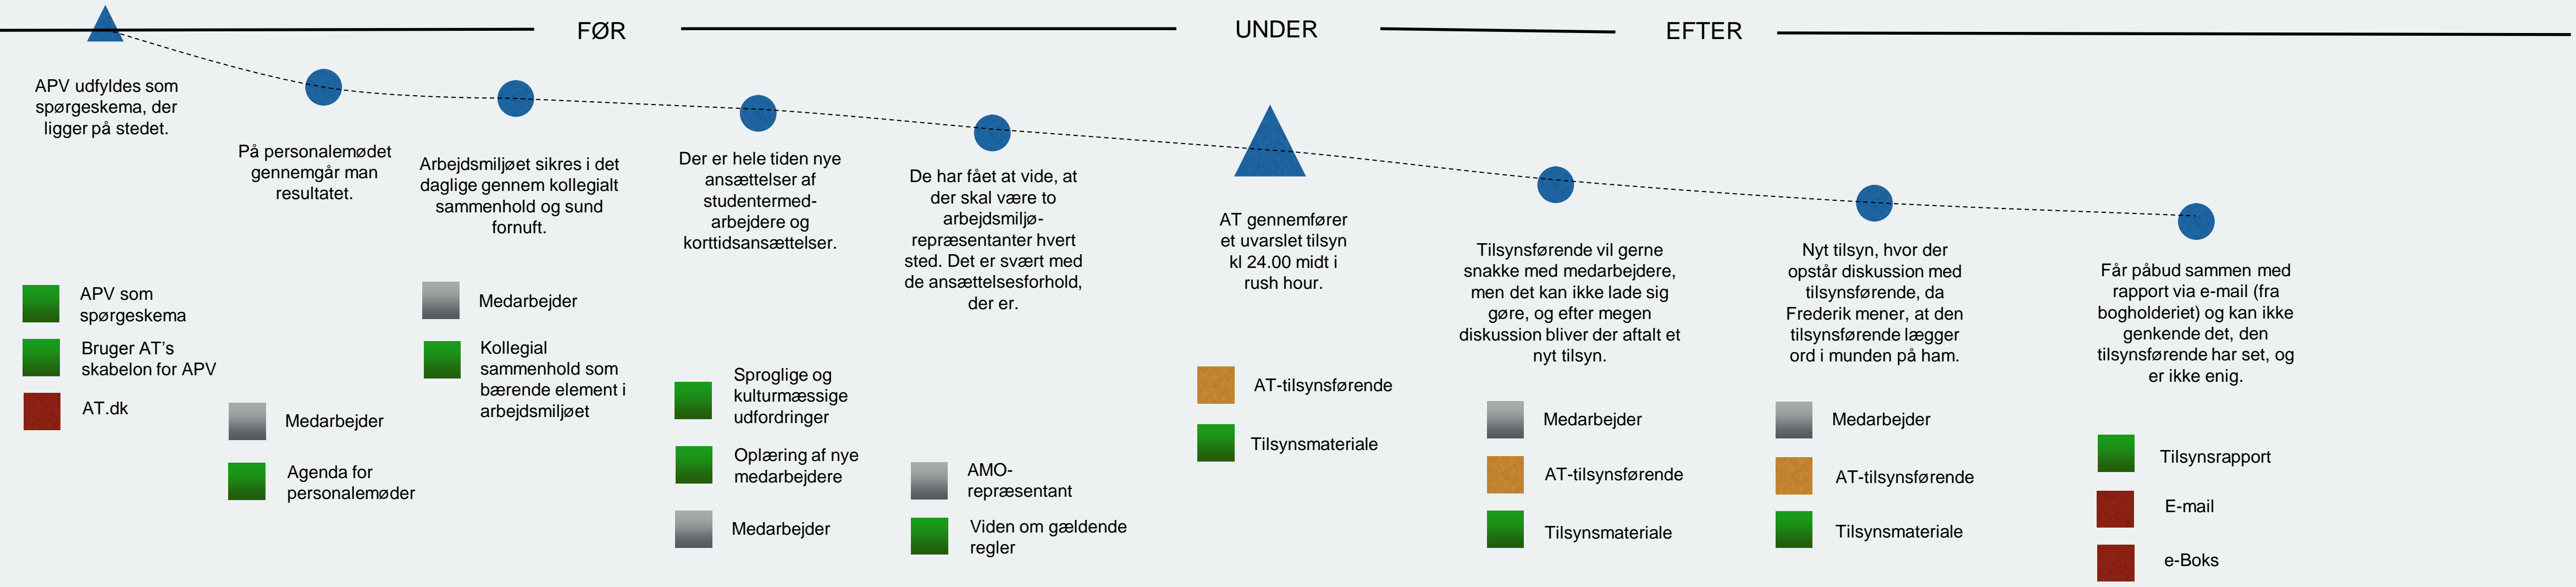 FØR
UNDER
EFTER
APV udfyldes som
spørgeskema, der
ligger på stedet.
APV som
spørgeskema
Bruger AT's
skabelon for APV
AT.dk
På personalemødet
gennemgår man
resultatet.
Medarbejder
Agenda for
personalemøder
Arbejdsmiljøet sikres i det
daglige gennem kollegialt
sammenhold og sund
fornuft.
Medarbejder
Kollegial
sammenhold som
bærende element i
arbejdsmiljøet
Der er hele tiden nye
ansættelser af
studentermed-
arbejdere og
korttidsansættelser.
Sproglige og
kulturmæssige
udfordringer
Oplæring af nye
medarbejdere
Medarbejder
De har fået at vide, at
der skal være to
arbejdsmiljø-
repræsentanter hvert
sted. Det er svært med
de ansættelsesforhold,
der er.
AMO-
repræsentant
Viden om gældende
regler
AT gennemfører
et uvarslet tilsyn
kl 24.00 midt i
rush hour.
AT-tilsynsførende
Tilsynsmateriale
Tilsynsførende vil gerne
snakke med medarbejdere,
men det kan ikke lade sig
gøre, og efter megen
diskussion bliver der aftalt et
nyt tilsyn.
Medarbejder
AT-tilsynsførende
Tilsynsmateriale
Nyt tilsyn, hvor der
opstår diskussion med
tilsynsførende, da
Frederik mener, at den
tilsynsførende lægger
ord i munden på ham.
Medarbejder
AT-tilsynsførende
Tilsynsmateriale
Får påbud sammen med
rapport via e-mail (fra
bogholderiet) og kan ikke
genkende det, den
tilsynsførende har set, og
er ikke enig.
Tilsynsrapport
E-mail
e-Boks